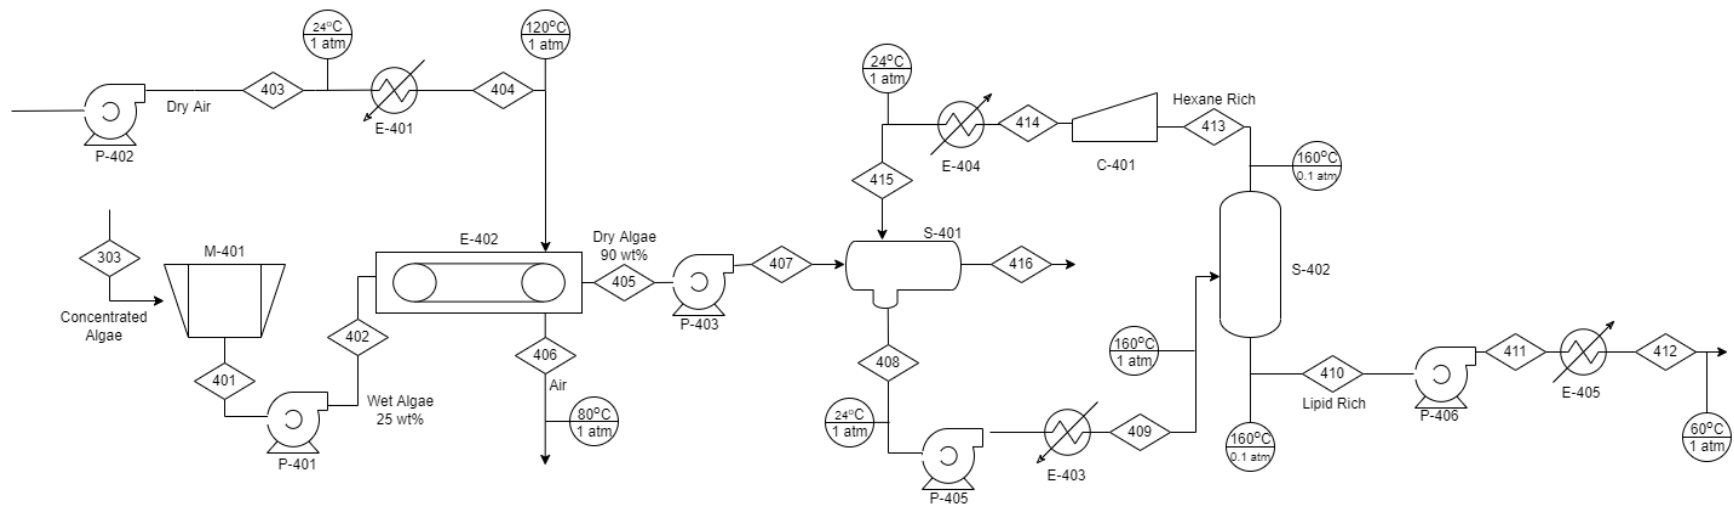 24°C
1 atm
120°C
1 atm
403
404
Dry Air
E-401
P-402
24°C
1 atm
Hexane Rich
414
413
E-404
C-401
160°C
0.1 atm
415
303
M-401
E-402
Dry Algae
90 wt%
S-401
405
407
416
S-402
Concentrated
Algae
P-403
402
406
Air
408
160°C
1 atm
401
Wet Algae
25 wt%
P-401
80°C
1 atm
24°C
1 atm
P-405
E-403
409
410
Lipid Rich
160°C
0.1 atm
411
412
E-405
P-406
60°C
1 atm